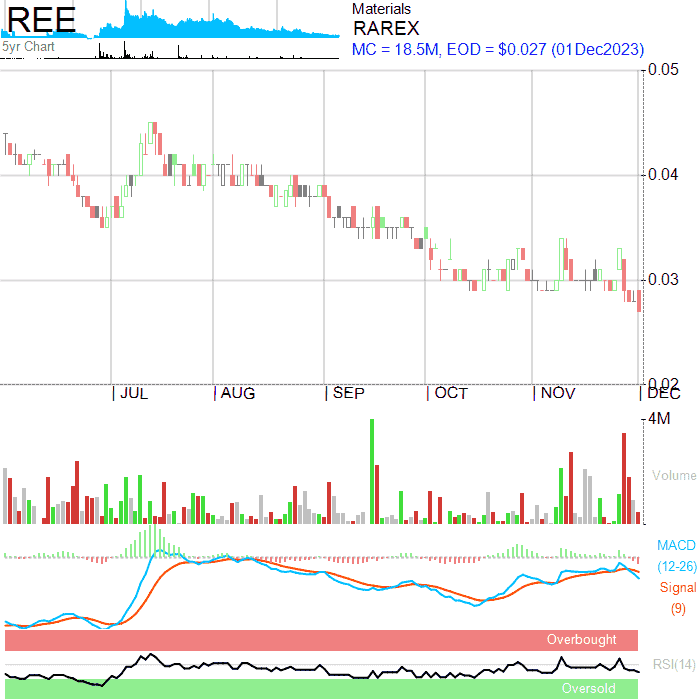 REE
Materials
RAREX
5yr Chart
MC = 18.5M, EOD = $0.027 (01Dec2023)
0.05
0.04
0.03
0.02
JUL AUG SEP OCT NOV DEC
4M
Volume
MACD
(12-26)
Signal
(9)
Overbought
RSI(14)
Oversold